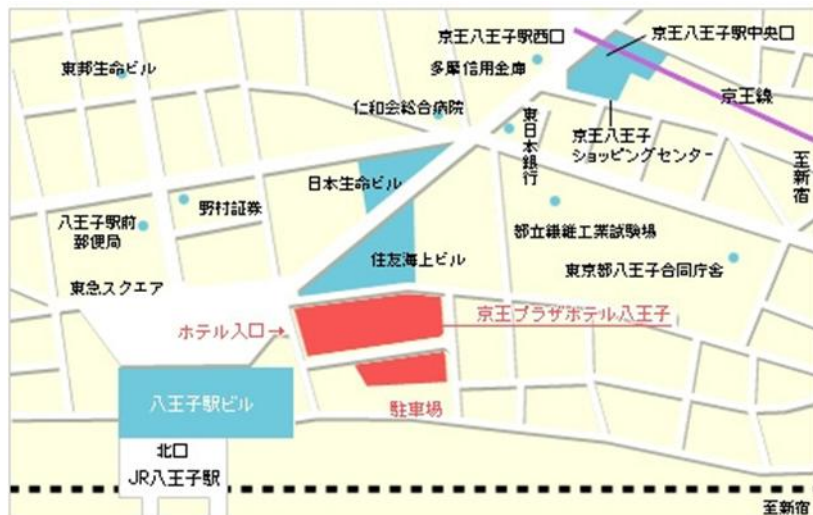 京王八王子駅西口
京王八王子駅中央口
多摩信用金庫
東邦生命ビル
京王線
仁和会総合病院
東日本銀行
京王八王子
ショッピングセンター
至新宿
日本生命ビル
野村証券
八王子駅前
郵便局
都立繊維工業試験場
住友海上ビル
東京都八王子合同庁舎
東急スクエア
ホテル入口→
京王プラザホテル八王子
八王子駅ビル
駐車場
北口
JR八王子駅
至新宿